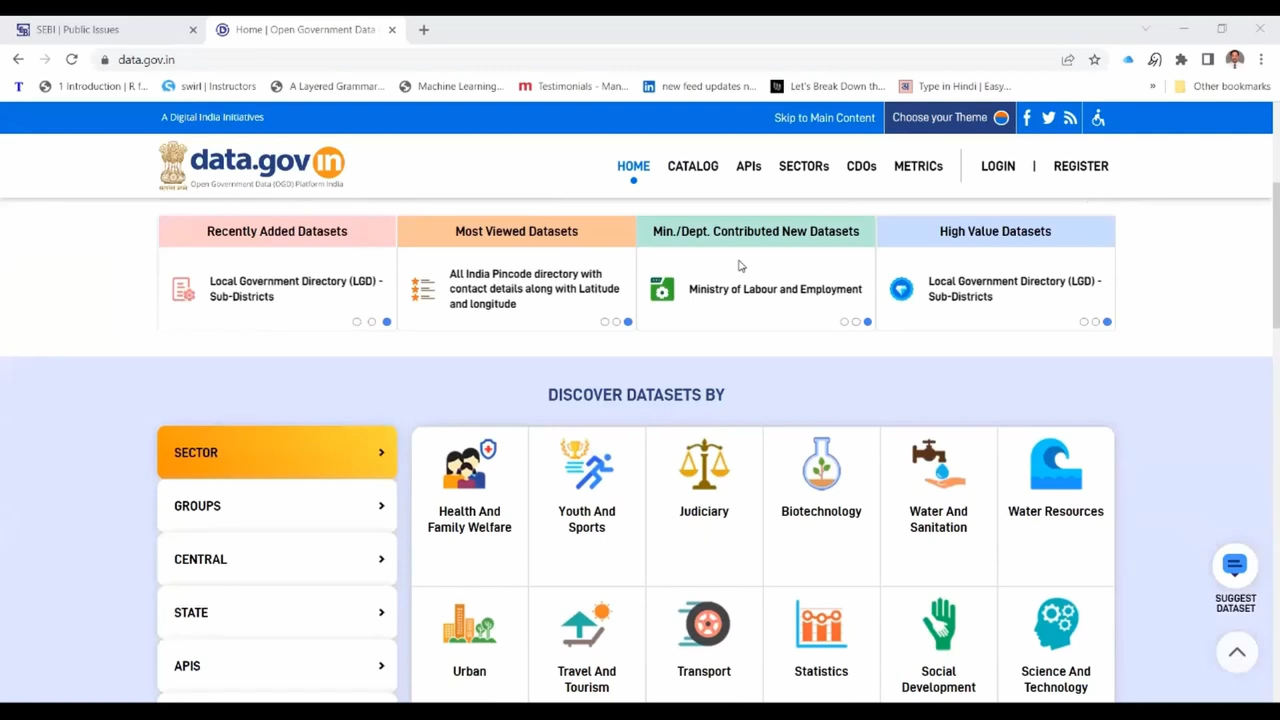 SEBI | Public Issues
Home | Open Government Data
data.gov.in
T
1 Introduction | R f...
swirl | Instructors
A Layered Grammar...
Machine Learning...
Testimonials – Man...
new feed updates n...
Let's Break Down th...
Type in Hindi | Easy...
»
Other bookmarks
A Digital India Initiatives
Skip to Main Content
Choose your Theme
data.gov in
Open Government Data (OGD) Platform India
HOME
CATALOG
APIs
SECTORs
CDOs
METRICs
LOGIN
|
REGISTER
Recently Added Datasets
Most Viewed Datasets
Min./Dept. Contributed New Datasets
High Value Datasets
Local Government Directory (LGD) -
Sub-Districts
All India Pincode directory with
contact details along with Latitude
and longitude
Ministry of Labour and Employment
Local Government Directory (LGD) -
Sub-Districts
DISCOVER DATASETS BY
SECTOR
GROUPS
CENTRAL
STATE
APIS
Health And
Family Welfare
Youth And
Sports
Judiciary
Biotechnology
Water And
Sanitation
Water Resources
Urban
Travel And
Tourism
Transport
Statistics
Social
Development
Science And
Technology
SUGGEST
DATASET